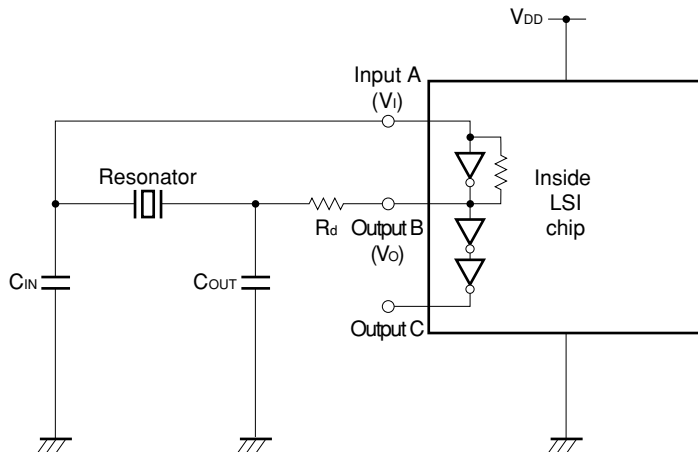 VDD
Input A
(VI)
Resonator
Rd
Output B
(VO)
Inside
LSI
chip
CIN
COUT
Output C